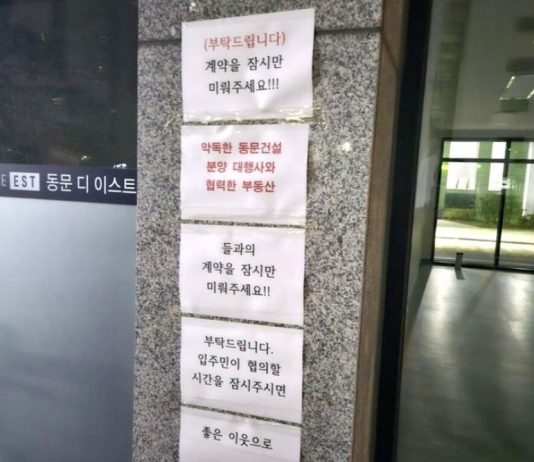 (부탁드립니다)
계약을 잠시만
미뤄주세요!!!
악독한 동문건설
분양 대행사와
협력한 부동산
EST 동문 디 이스트
들과의
계약을 잠시만
미뤄주세요!!
부탁드립니다.
입주민이 협의할
시간을 잠시주시면
좋은 이웃으로